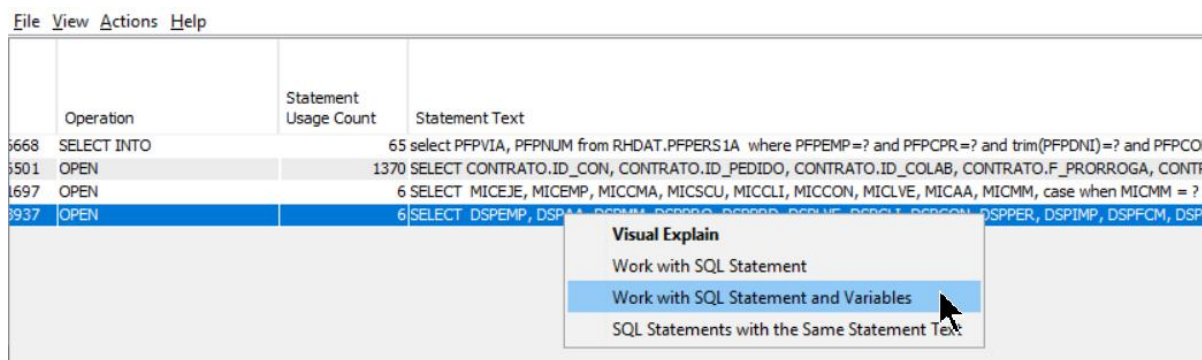 File View Actions Help
Operation Statement Usage Count Statement Text
6668 SELECT INTO 65 select PFPVIA, PFPNUM from RHDAT.PFPERS1A where PFPEMP=? and PFPCPR=? and trim(PFPDNI)=? and PFPCO
6501 OPEN 1370 SELECT CONTRATO.ID_CON, CONTRATO.ID_PEDIDO, CONTRATO.ID_COLAB, CONTRATO.F_PRORROGA, CONTR
1697 OPEN 6 SELECT MICEJE, MICEMP, MICCMA, MICSCU, MICCLI, MICCON, MICLVE, MICAA, MICMM, case when MICMM = ?
3937 OPEN 6 SELECT DSPEMP, DSPPER, DSPIMP, DSPFCM, DSP
Visual Explain
Work with SQL Statement
Work with SQL Statement and Variables
SQL Statements with the Same Statement Text